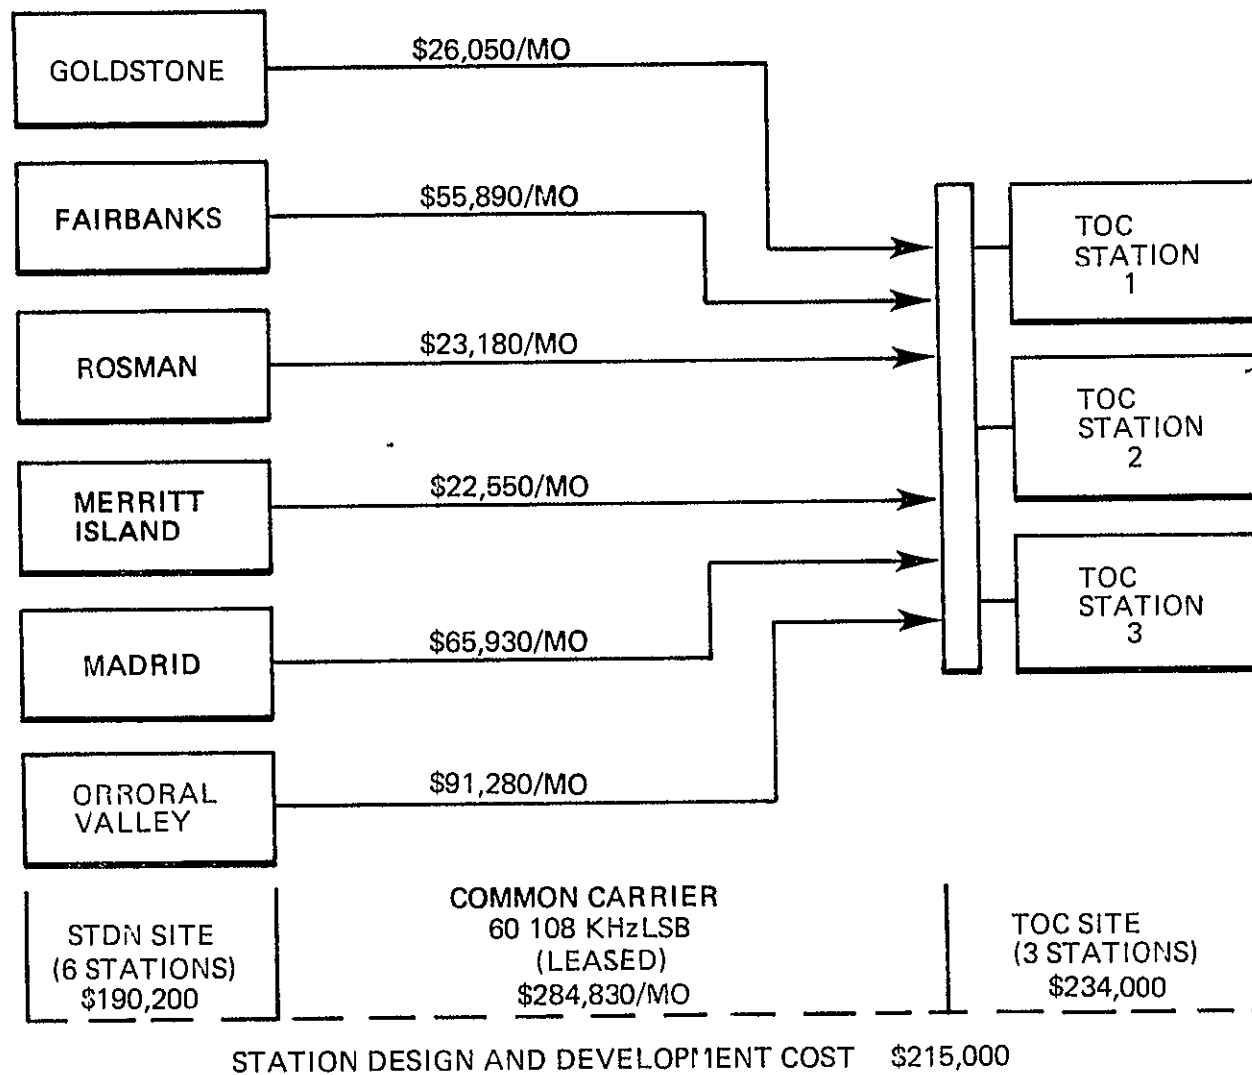 GOLDSTONE
$26,050/MO
FAIRBANKS
$55,890/MO
ROSMAN
$23,180/MO
MERRITT
ISLAND
$22,550/MO
MADRID
$65,930/MO
ORRORAL
VALLEY
$91,280/MO
TOC
STATION
1
TOC
STATION
2
TOC
STATION
3
STDN SITE
(6 STATIONS)
$190,200
COMMON CARRIER
60 108 KHz LSB
(LEASED)
$284,830/MO
TOC SITE
(3 STATIONS)
$234,000
STATION DESIGN AND DEVELOPMENT COST $215,000